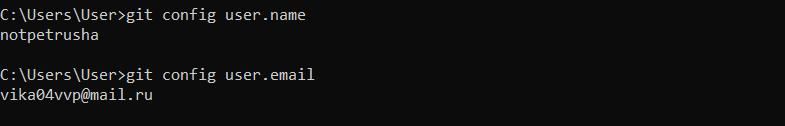 C:\Users\User>git config user.name
notpetrusha
C:\Users\User>git config user.email
vika04vvp@mail.ru